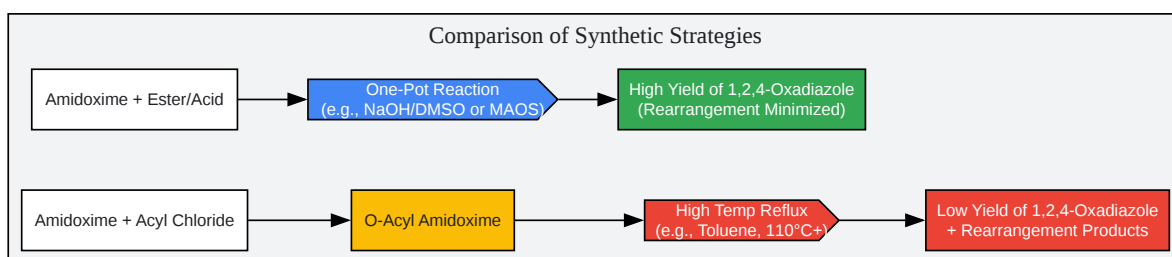 Comparison of Synthetic Strategies
Amidoxime + Ester/Acid
One-Pot Reaction
(e.g., NaOH/DMSO or MAOS)
High Yield of 1,2,4-Oxadiazole
(Rearrangement Minimized)
Amidoxime + Acyl Chloride
O-Acyl Amidoxime
High Temp Reflux
(e.g., Toluene, 110°C+)
Low Yield of 1,2,4-Oxadiazole
+ Rearrangement Products